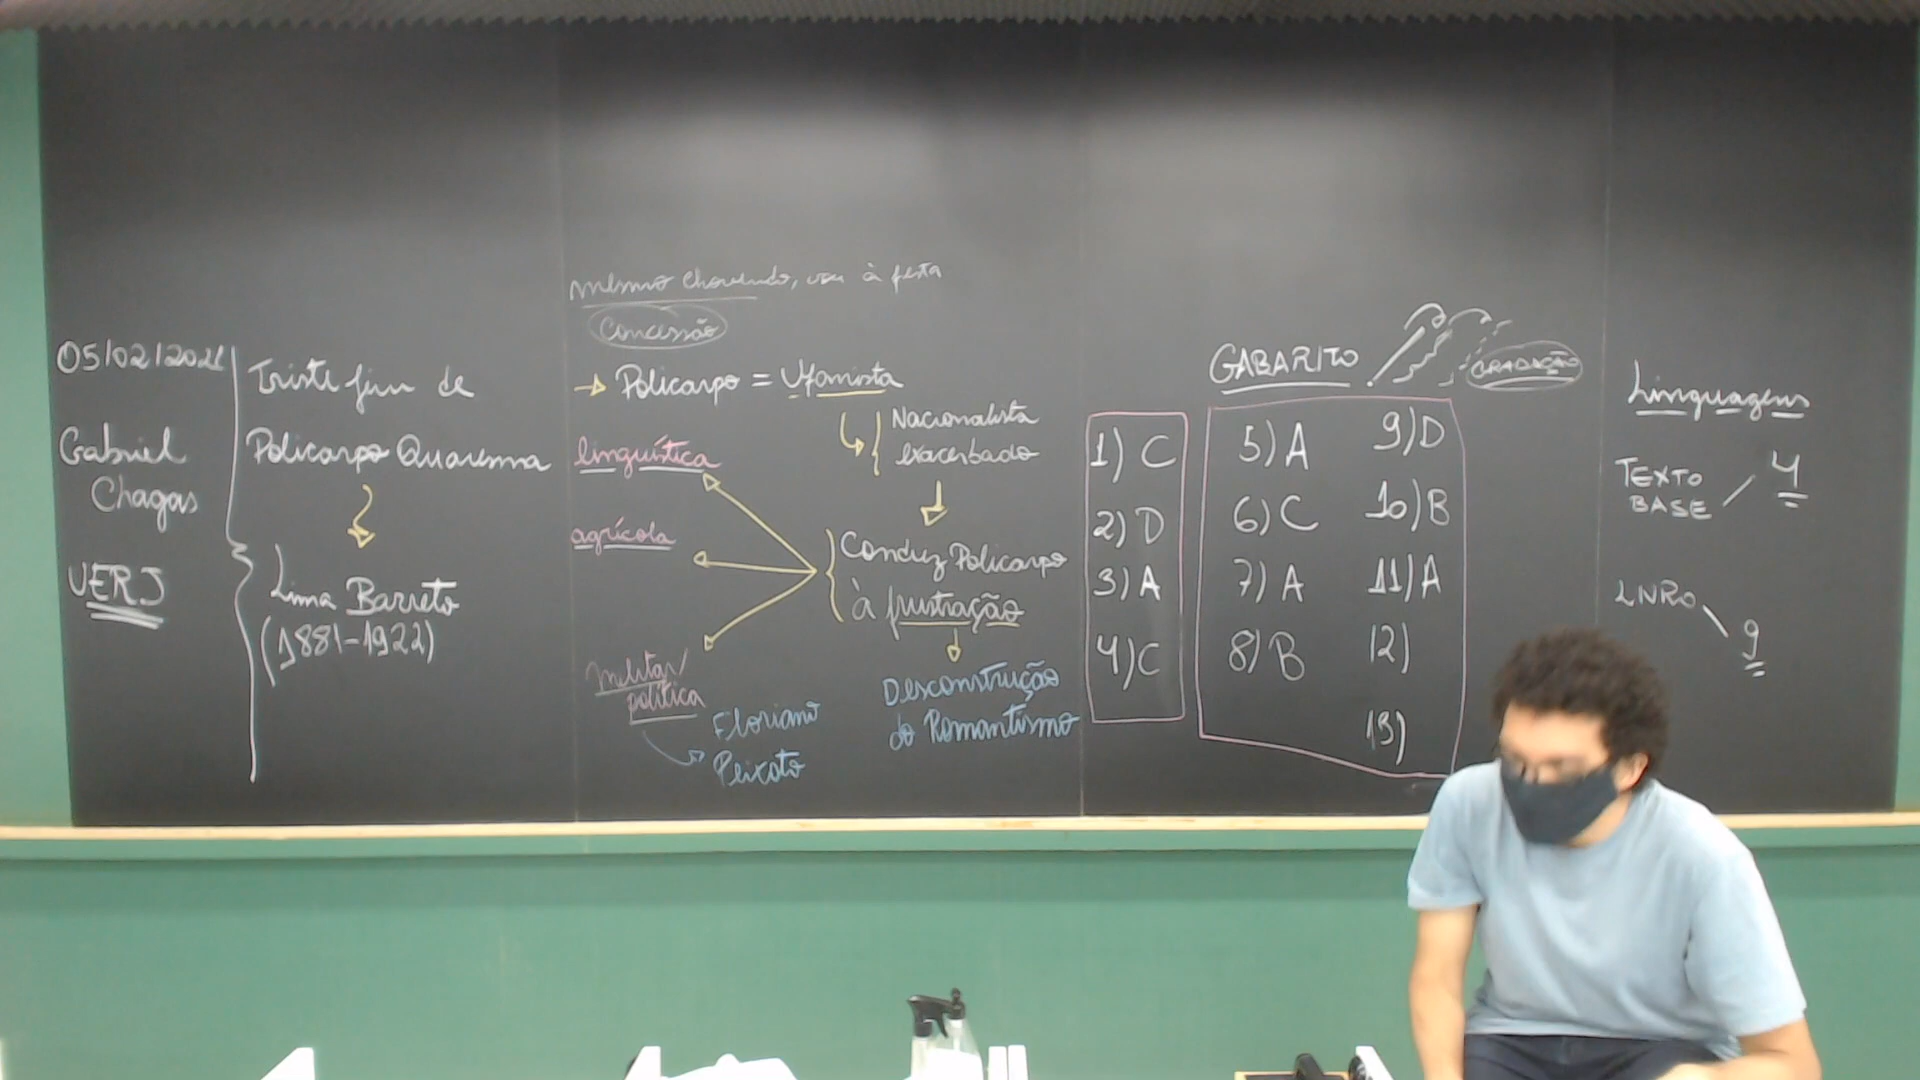 05/02/2021
Gabriel
Chagas
UERJ
Triste fim de
Policarpo Quaresma
Lima Barreto
(1881-1922)
mesmo chovendo, vou à festa
Concessão
Policarpo = Ufanista
Nacionalista
exacerbado
Conduz Policarpo
à frustração
Desconstrução
do Romantismo
linguística
agrícola
militar/
política
Floriano
Peixoto
GABARITO
GRADAÇÃO
1) C
2) D
3) A
4) C
5) A
6) C
7) A
8) B
9) D
10) B
11) A
12)
13)
Linguagens
TEXTO
BASE
4
LIVRO
9